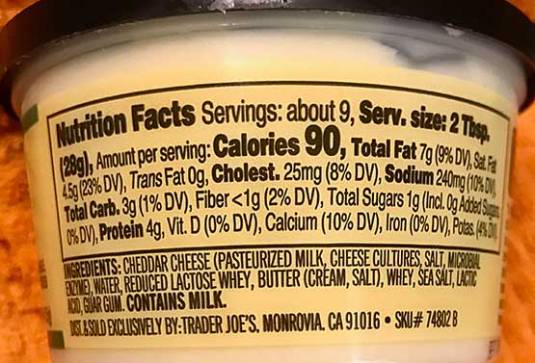 Nutrition Facts Servings: about 9, Serv. size: 2 Tbsp.
(28g), Amount per serving: Calories 90, Total Fat 7g (9% DV), Sat. Fat
4.5g (23% DV), Trans Fat 0g, Cholest. 25mg (8% DV), Sodium 240mg (10% DV),
Total Carb. 3g (1% DV), Fiber <1g (2% DV), Total Sugars 1g (Incl. 0g Added Sugars
0% DV), Protein 4g, Vit. D (0% DV), Calcium (10% DV), Iron (0% DV), Potas. (4% DV)
INGREDIENTS: CHEDDAR CHEESE (PASTEURIZED MILK, CHEESE CULTURES, SALT, MICROBIAL
ENZYME), WATER, REDUCED LACTOSE WHEY, BUTTER (CREAM, SALT), WHEY, SEA SALT, LACTIC
ACID, GUAR GUM. CONTAINS MILK.
DIST. & SOLD EXCLUSIVELY BY: TRADER JOE'S, MONROVIA, CA 91016 • SKU# 74802 B